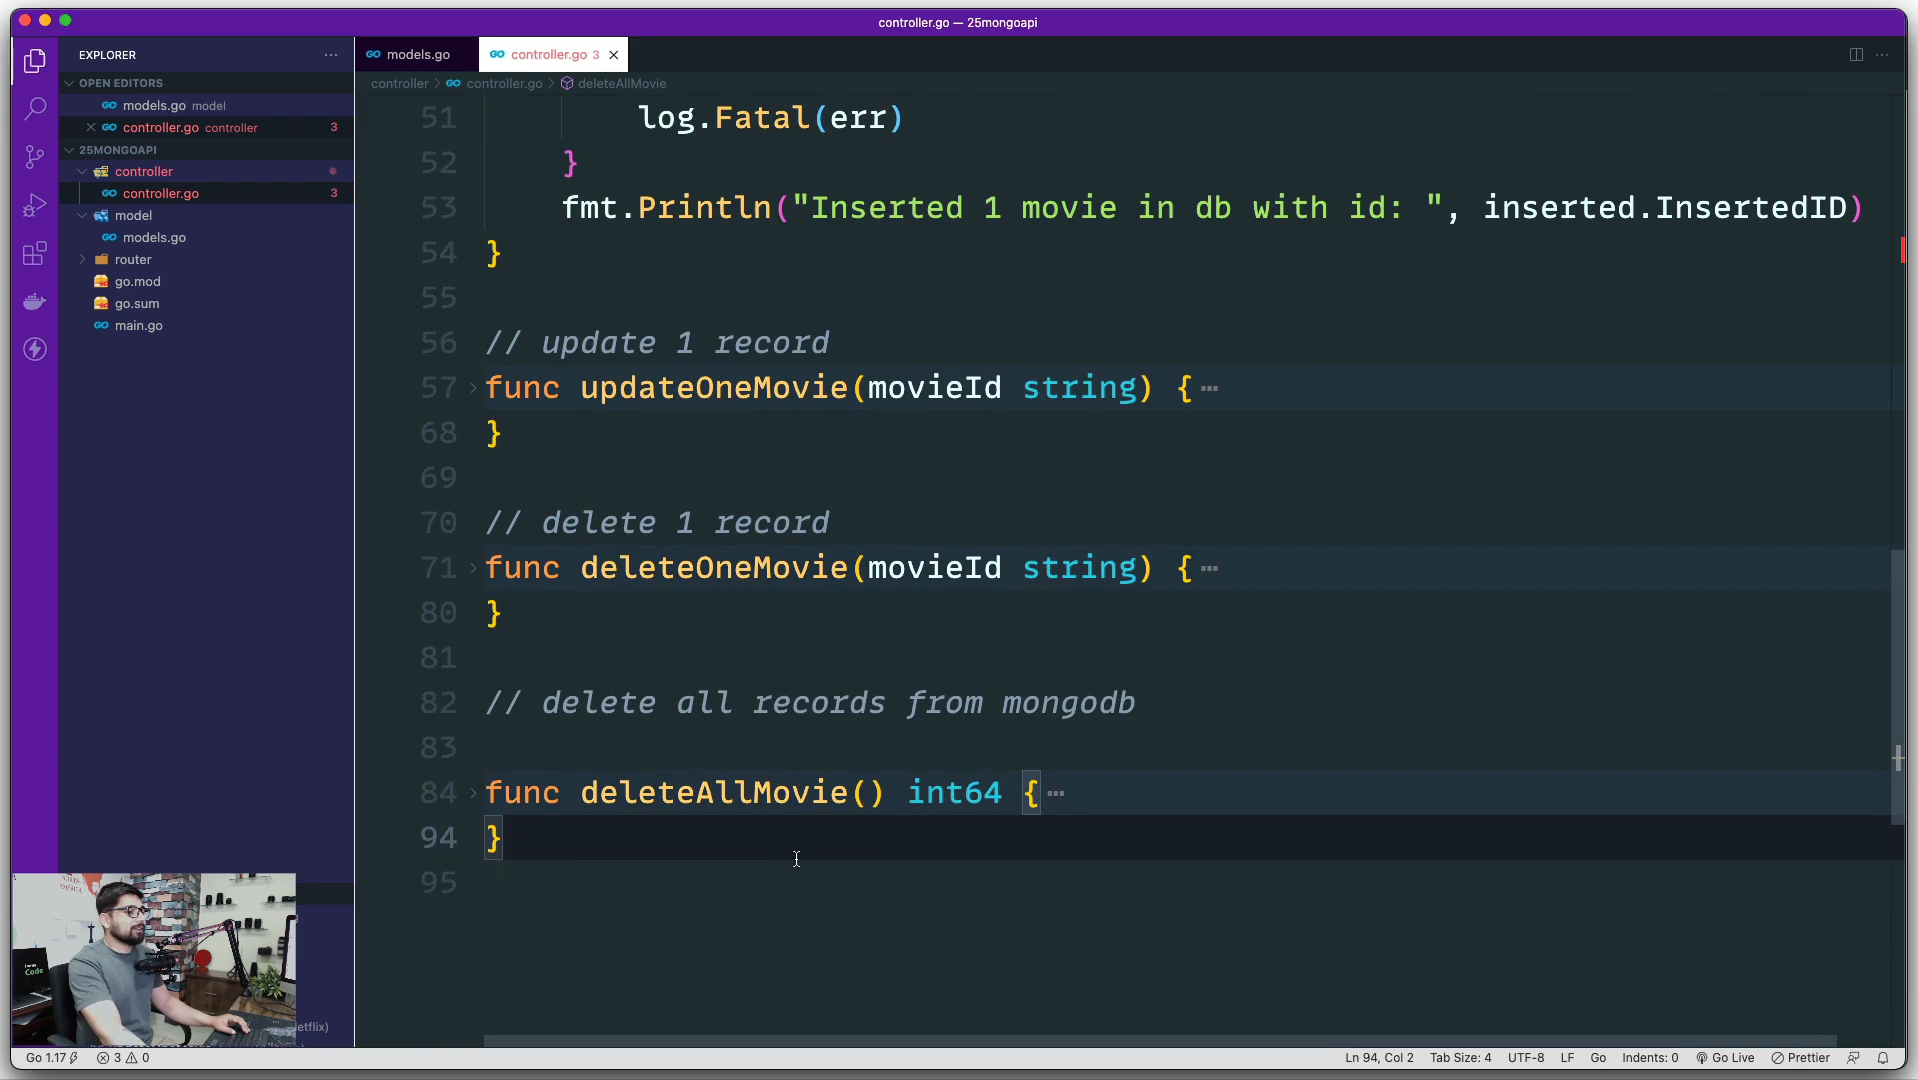 controller.go — 25mongoapi
EXPLORER
models.go
controller.go 3
OPEN EDITORS
controller
controller.go
deleteAllMovie
models.go model
controller.go controller 3
25MONGOAPI
controller
controller.go 3
model
models.go
router
go.mod
go.sum
main.go
51 log.Fatal(err)
52 }
53 fmt.Println("Inserted 1 movie in db with id: ", inserted.InsertedID)
54 }
55
56 // update 1 record
57 func updateOneMovie(movieId string) {
68 }
69
70 // delete 1 record
71 func deleteOneMovie(movieId string) {
80 }
81
82 // delete all records from mongodb
83
84 func deleteAllMovie() int64 {
94 }
95
Code
etflix)
Go 1.17
3 0
Ln 94, Col 2
Tab Size: 4
UTF-8
LF
Go
Indents: 0
Go Live
Prettier